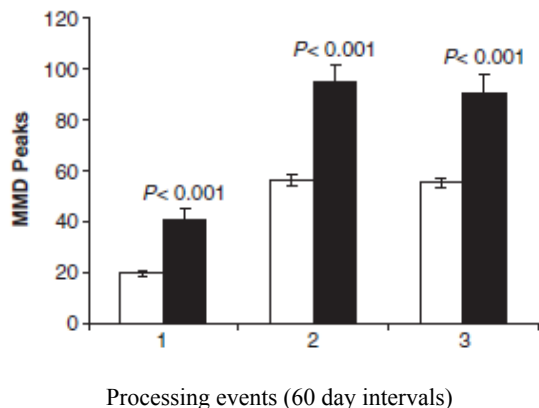 120
P< 0.001
P< 0.001
100
80
MMD Peaks
60
P< 0.001
40
20
0
1 2 3
Processing events (60 day intervals)